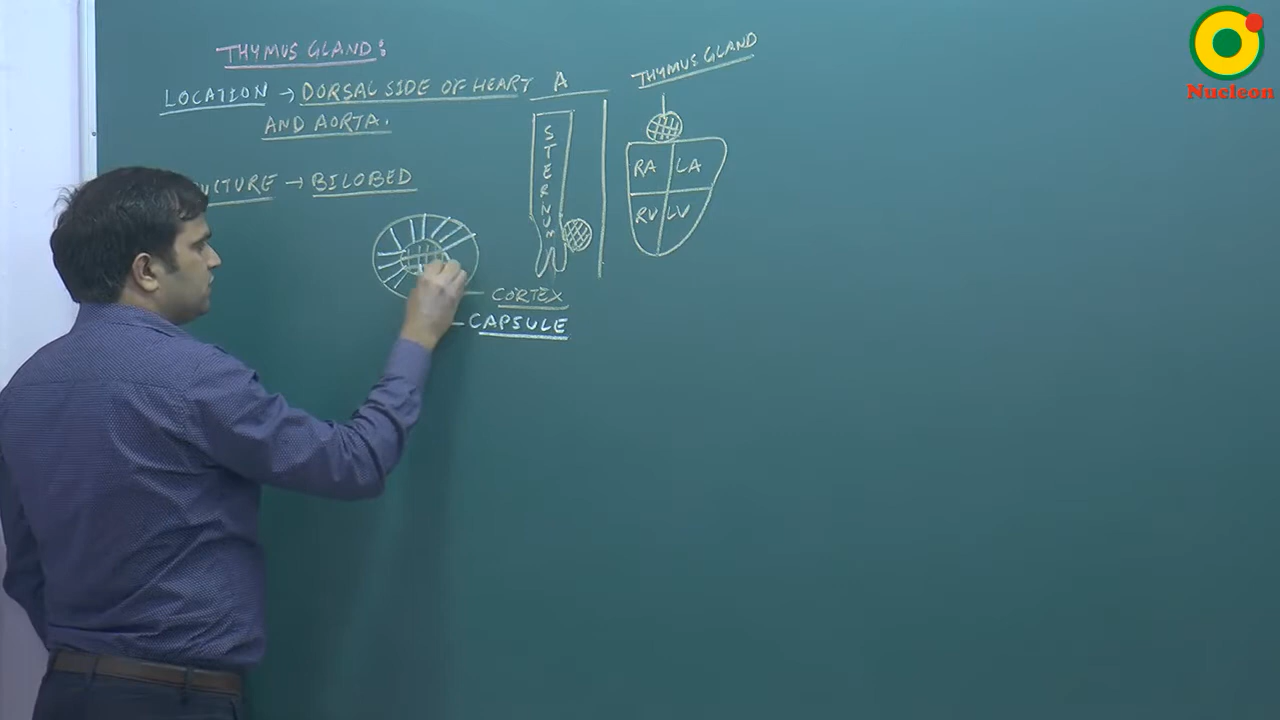 THYMUS GLAND:
LOCATION → DORSAL SIDE OF HEART
AND AORTA.
UCTURE → BILOBED
CORTEX
CAPSULE
A
STERNUM
THYMUS GLAND
RA LA
RV LV
Nucleon